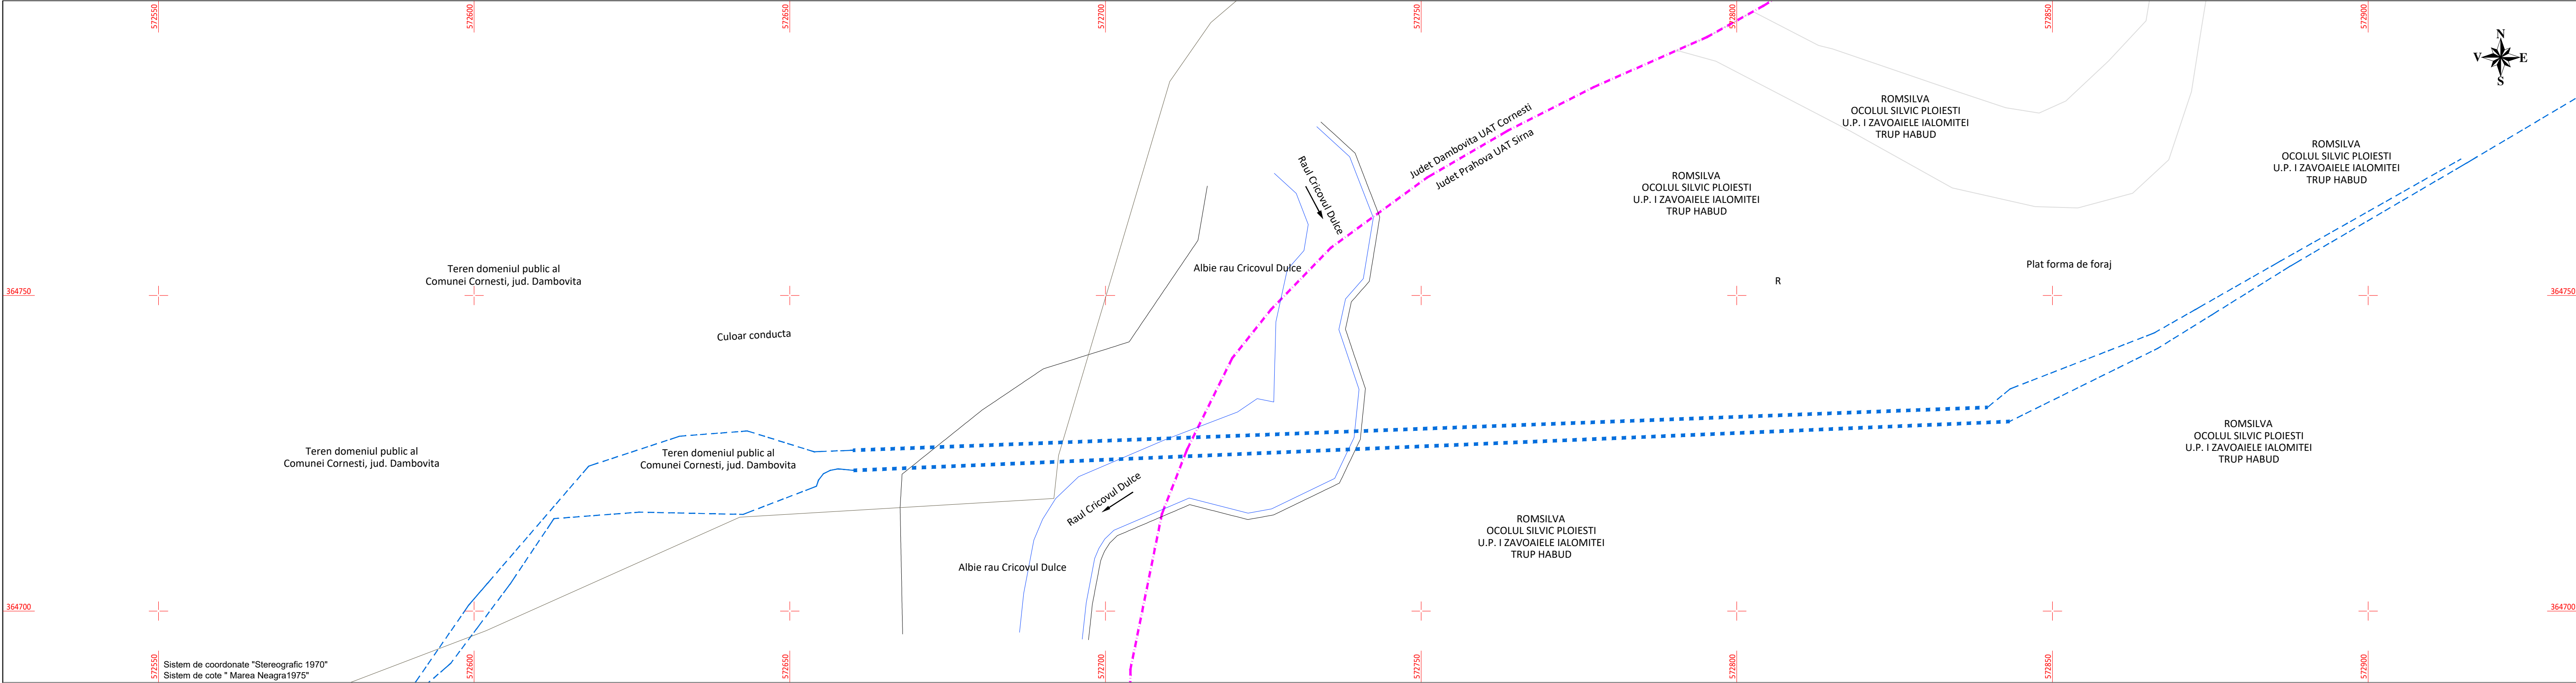 572550
572600
572650
572700
572750
572800
572850
572900
N
V
E
S
Judet Dambovita UAT Cornesti
Judet Prahova UAT Sirna
Raul Cricovul Dulce
ROMSILVA
OCOLUL SILVIC PLOIESTI
U.P. I ZAVOAIELE IALOMITEI
TRUP HABUD
ROMSILVA
OCOLUL SILVIC PLOIESTI
U.P. I ZAVOAIELE IALOMITEI
TRUP HABUD
ROMSILVA
OCOLUL SILVIC PLOIESTI
U.P. I ZAVOAIELE IALOMITEI
TRUP HABUD
Teren domeniul public al
Comunei Cornesti, jud. Dambovita
Albie rau Cricovul Dulce
Plat forma de foraj
R
364750
364750
Culoar conducta
Teren domeniul public al
Comunei Cornesti, jud. Dambovita
Teren domeniul public al
Comunei Cornesti, jud. Dambovita
ROMSILVA
OCOLUL SILVIC PLOIESTI
U.P. I ZAVOAIELE IALOMITEI
TRUP HABUD
Raul Cricovul Dulce
ROMSILVA
OCOLUL SILVIC PLOIESTI
U.P. I ZAVOAIELE IALOMITEI
TRUP HABUD
Albie rau Cricovul Dulce
364700
364700
572550
572600
572650
572700
572750
572800
572850
572900
Sistem de coordonate "Stereografic 1970"
Sistem de cote " Marea Neagra1975"